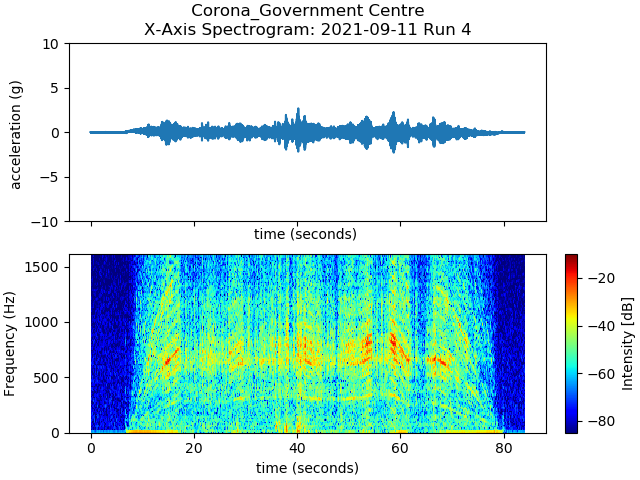 Corona_Government Centre
X-Axis Spectrogram: 2021-09-11 Run 4
10
5
0
−5
−10
acceleration (g)
time (seconds)
1500
1000
500
0
Frequency (Hz)
0 20 40 60 80
time (seconds)
−20
−40
−60
−80
Intensity [dB]